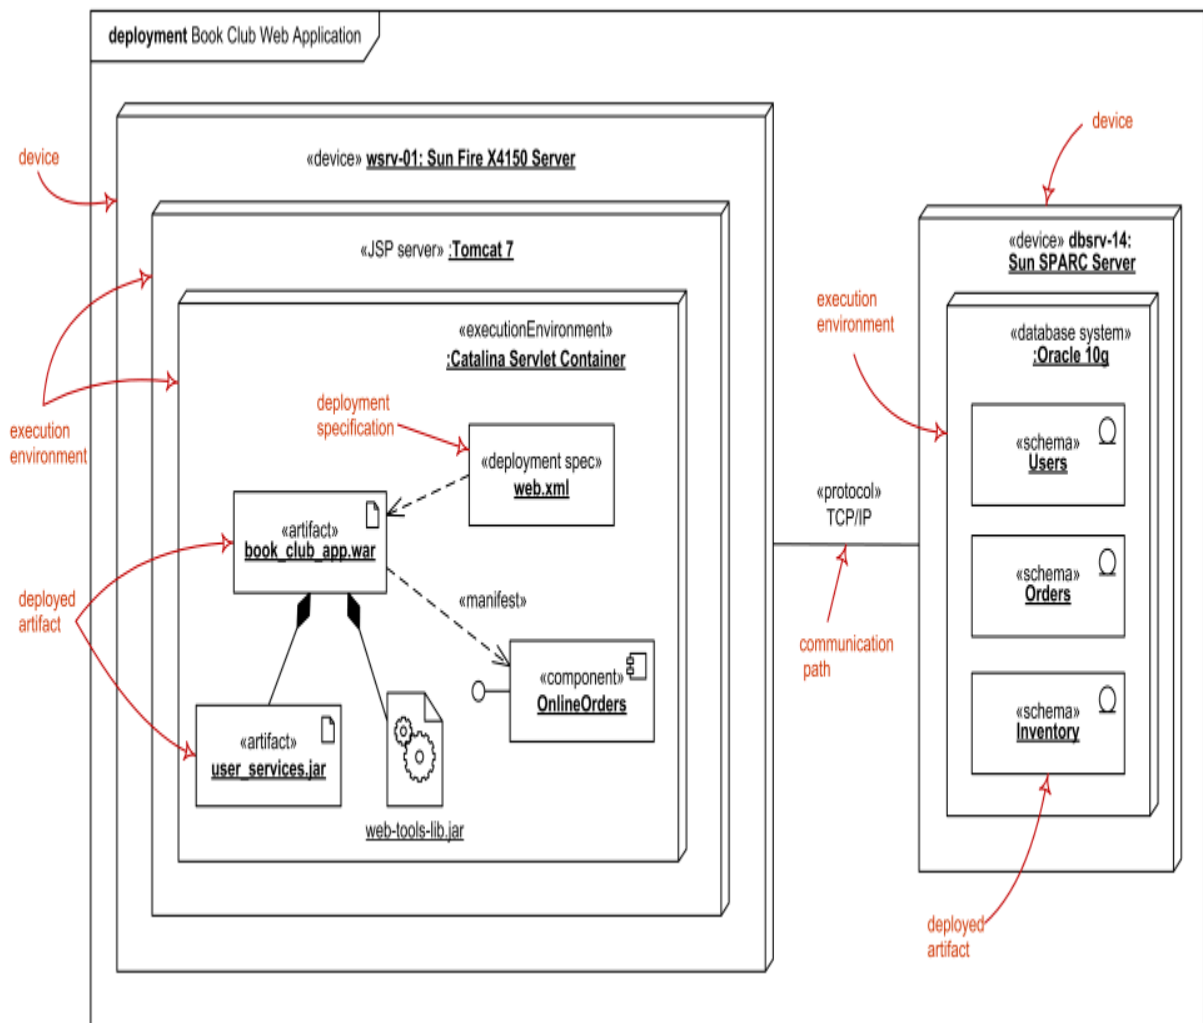 deployment Book Club Web Application
device
«device» wsrv-01: Sun Fire X4150 Server
device
«JSP server» :Tomcat 7
«device» dbsrv-14:
Sun SPARC Server
«executionEnvironment»
:Catalina Servlet Container
execution
environment
«database system»
:Oracle 10g
deployment
specification
execution
environment
«deployment spec»
web.xml
«schema»
Users
«protocol»
TCP/IP
«artifact»
book_club_app.war
«schema»
Orders
deployed
artifact
«manifest»
communication
path
«component»
OnlineOrders
«schema»
Inventory
«artifact»
user_services.jar
web-tools-lib.jar
deployed
artifact